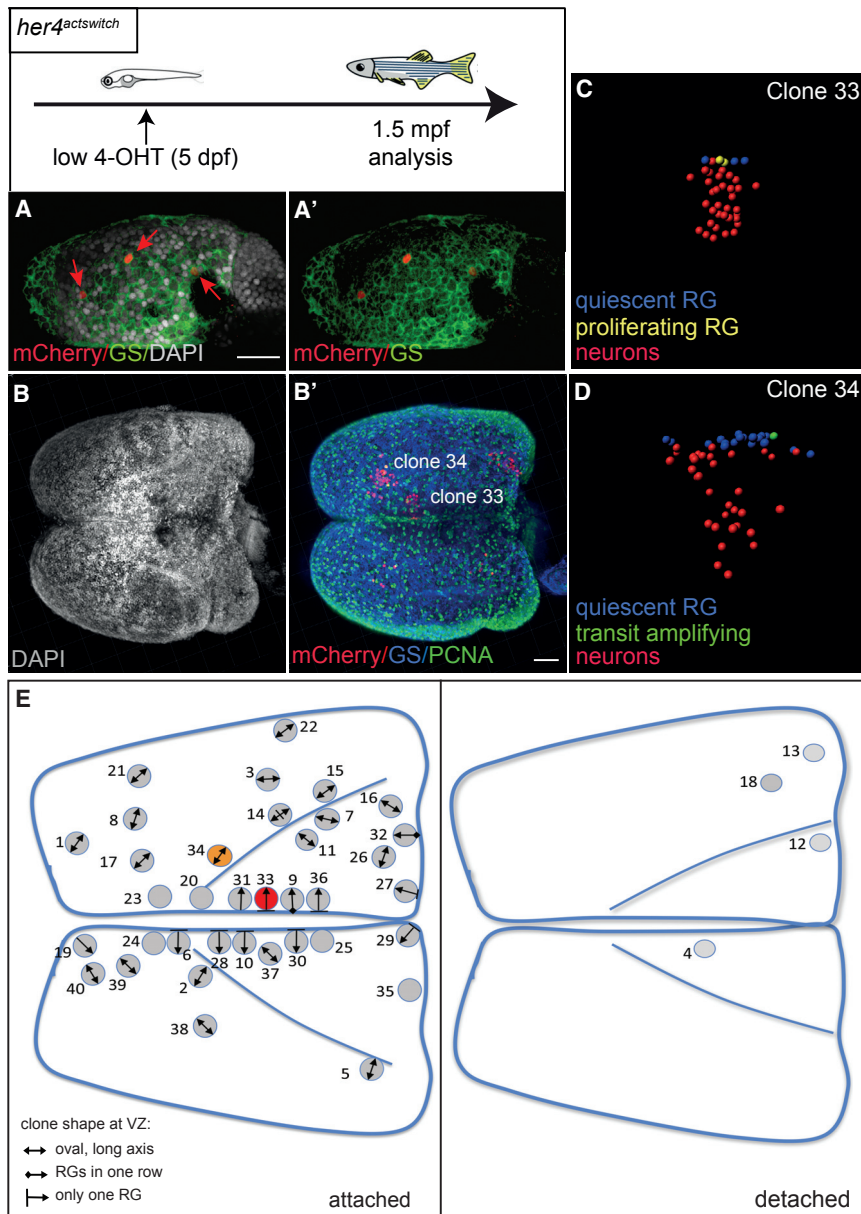 her4actswitch
low 4-OHT (5 dpf)
1.5 mpf
analysis
A
mCherry/GS/DAPI
A'
mCherry/GS
B
DAPI
B'
clone 34
clone 33
mCherry/GS/PCNA
C
Clone 33
quiescent RG
proliferating RG
neurons
D
Clone 34
quiescent RG
transit amplifying
neurons
E
22
21
3
15
8
14
7
16
1
34
11
32
17
26
20
31
33
9
36
27
23
19
24
6
28
10
37
30
25
29
40
39
2
35
38
5
clone shape at VZ:
oval, long axis
RGs in one row
only one RG
attached
13
18
12
4
detached